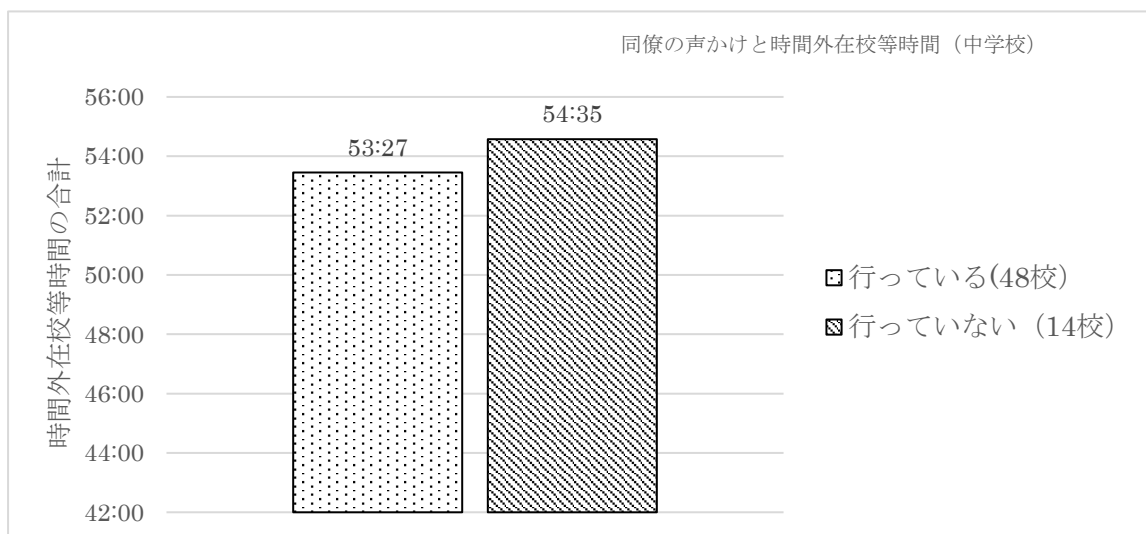 同僚の声かけと時間外在校等時間（中学校）
時間外在校等時間の合計
56:00
54:00
52:00
50:00
48:00
46:00
44:00
42:00
53:27
54:35
行っている(48校）
行っていない（14校）